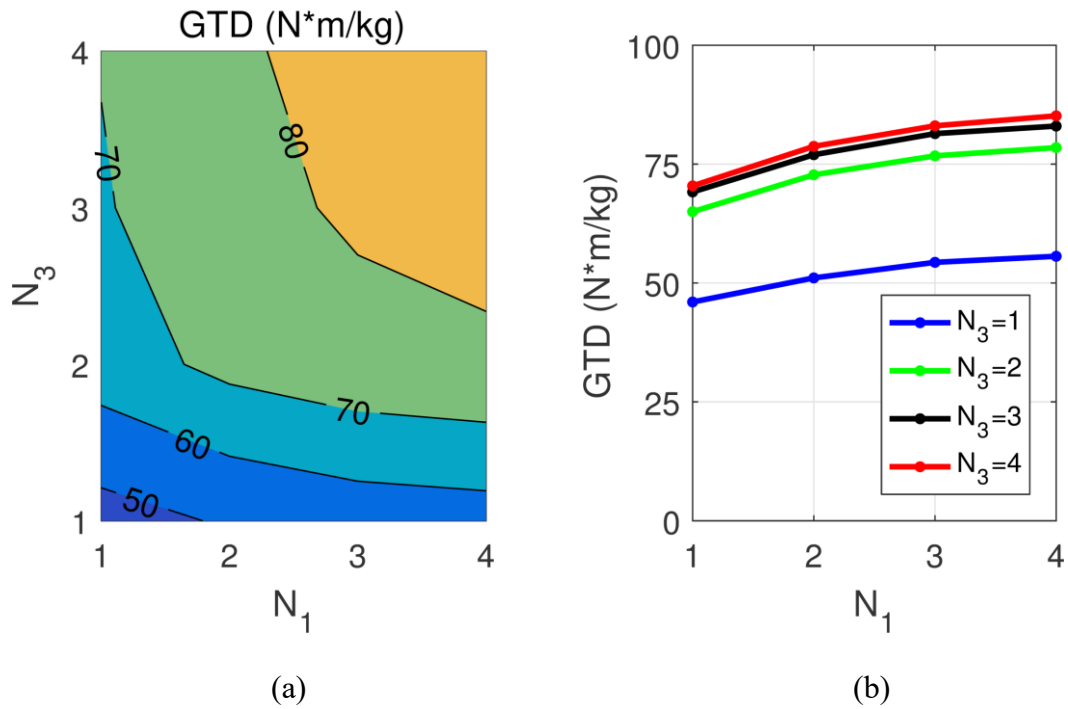 GTD (N*m/kg)
4
3
2
1
N₃
80
70
70
60
50
1 2 3 4
N₁
(a)
100
75
50
25
0
GTD (N*m/kg)
N₃=1
N₃=2
N₃=3
N₃=4
1 2 3 4
N₁
(b)